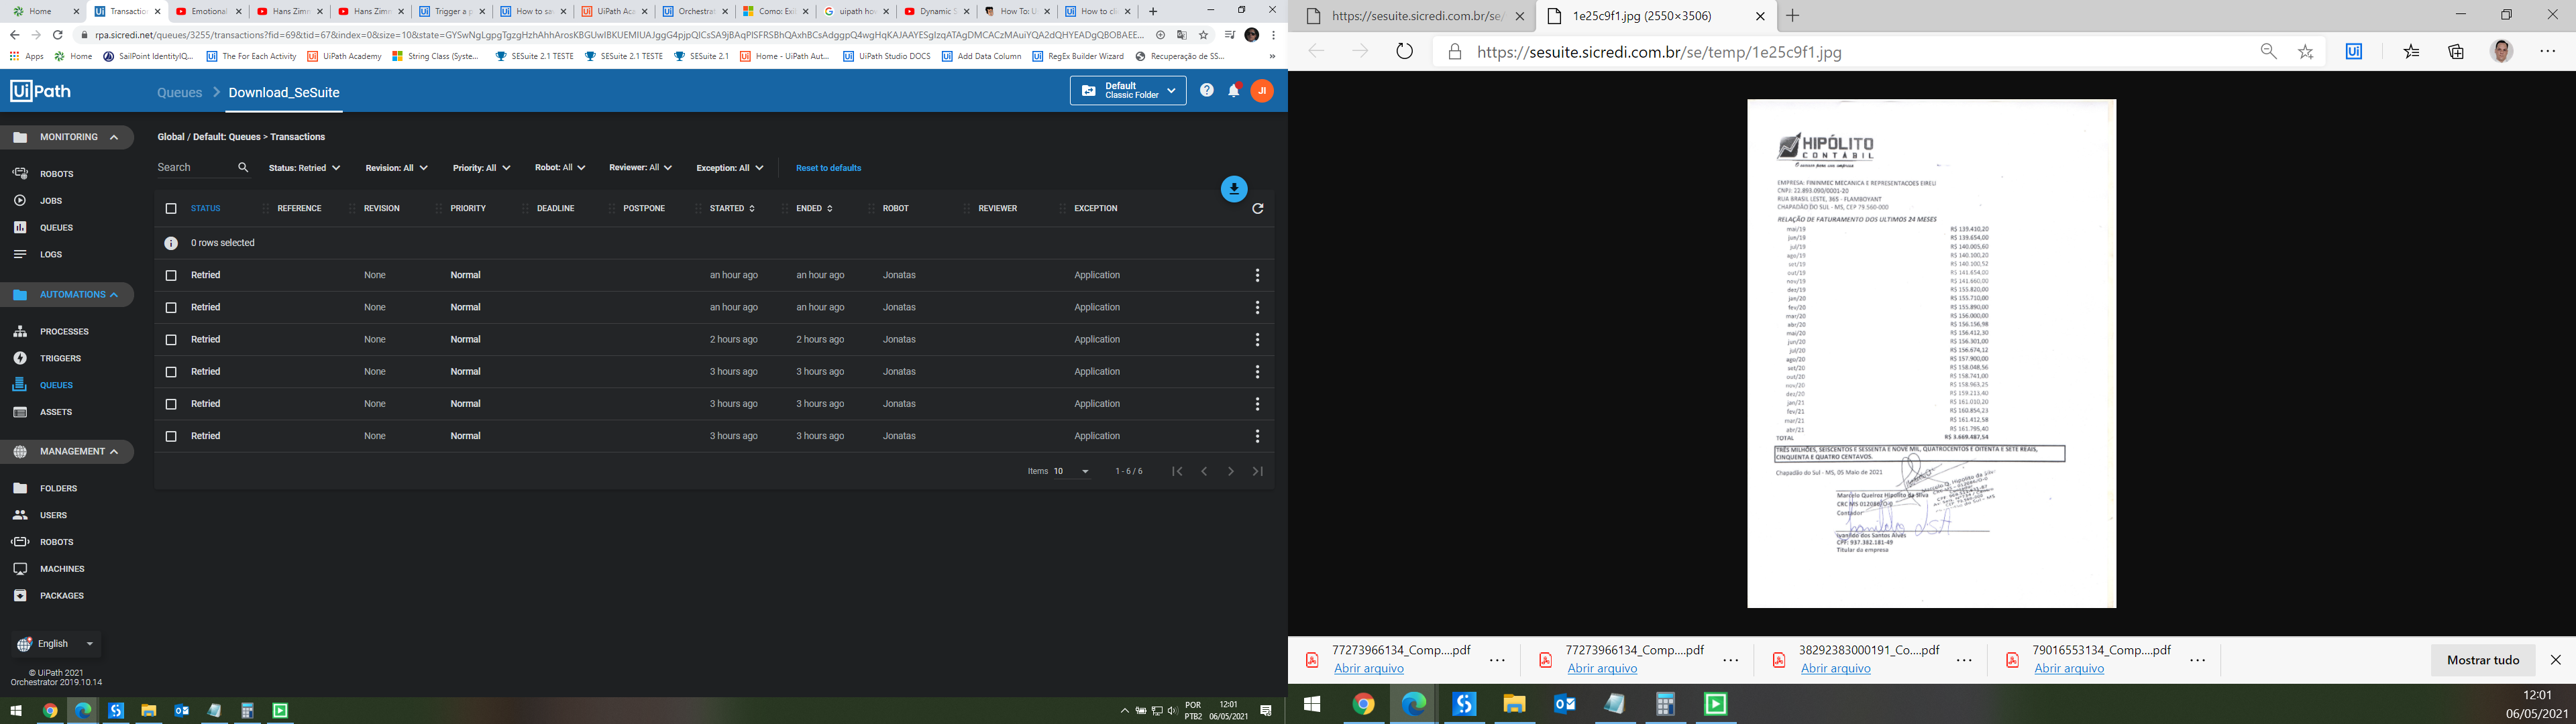 Home
Transactio
Emotional
Hans Zimm
Hans Zimm
Trigger a p
How to sav
UiPath Aca
Orchestrat
Como: Exi
uipath how
Dynamic S
How To: U
How to cli
rpa.sicredi.net/queues/3255/transactions?fid=69&tid=67&index=0&size=10&state=
Apps
Home
SailPoint IdentityIQ...
The For Each Activity
UiPath Academy
String Class (Syste...
SESuite 2.1 TESTE
SESuite 2.1 TESTE
SESuite 2.1
Home - UiPath Aut...
UiPath Studio DOCS
Add Data Column
RegEx Builder Wizard
Recuperação de SS...
UiPath
Queues > Download_SeSuite
Default
Classic Folder
JI
MONITORING
ROBOTS
JOBS
QUEUES
LOGS
AUTOMATIONS
PROCESSES
TRIGGERS
QUEUES
ASSETS
MANAGEMENT
FOLDERS
USERS
ROBOTS
MACHINES
PACKAGES
English
© UiPath 2021
Orchestrator 2019.10.14
Global / Default: Queues > Transactions
Search Status: Retried Revision: All Priority: All Robot: All Reviewer: All Exception: All Reset to defaults
STATUS REFERENCE REVISION PRIORITY DEADLINE POSTPONE STARTED ENDED ROBOT REVIEWER EXCEPTION
0 rows selected
Retried None Normal an hour ago an hour ago Jonatas Application
Retried None Normal an hour ago an hour ago Jonatas Application
Retried None Normal 2 hours ago 2 hours ago Jonatas Application
Retried None Normal 3 hours ago 3 hours ago Jonatas Application
Retried None Normal 3 hours ago 3 hours ago Jonatas Application
Retried None Normal 3 hours ago 3 hours ago Jonatas Application
Items 10 1 - 6 / 6
POR
PTB2
12:01
06/05/2021
https://sesuite.sicredi.com.br/se/
1e25c9f1.jpg (2550×3506)
https://sesuite.sicredi.com.br/se/temp/1e25c9f1.jpg
HIPÓLITO
CONTÁBIL
EMPRESA: FININMEC MECANICA E REPRESENTACOES EIRELI
CNPJ: 22.893.090/0001-20
RUA BRASIL LESTE, 365 - FLAMBOYANT
CHAPADÃO DO SUL - MS, CEP 79.560-000
RELAÇÃO DE FATURAMENTO DOS ULTIMOS 24 MESES
mai/19 R$ 139.410,20
jun/19 R$ 139.654,00
jul/19 R$ 140.005,60
ago/19 R$ 140.100,20
set/19 R$ 140.100,52
out/19 R$ 141.654,00
nov/19 R$ 141.660,00
dez/19 R$ 155.820,00
jan/20 R$ 155.710,00
fev/20 R$ 155.890,00
mar/20 R$ 156.000,00
abr/20 R$ 156.156,98
mai/20 R$ 156.412,30
jun/20 R$ 156.301,00
jul/20 R$ 156.674,12
ago/20 R$ 157.900,00
set/20 R$ 158.048,56
out/20 R$ 158.741,00
nov/20 R$ 158.963,25
dez/20 R$ 159.213,40
jan/21 R$ 161.010,20
fev/21 R$ 160.854,23
mar/21 R$ 161.412,58
abr/21 R$ 161.795,40
TOTAL R$ 3.669.487,54
TRÊS MILHÕES, SEISCENTOS E SESSENTA E NOVE MIL, QUATROCENTOS E OITENTA E SETE REAIS,
CINQUENTA E QUATRO CENTAVOS.
Chapadão do Sul - MS, 05 Maio de 2021
Marcelo Queiroz Hipolito da Silva
CRC MS
Contador
dos Santos Alves
CPF: 937.382.181-49
Titular da empresa
77273966134_Comp....pdf
Abrir arquivo
77273966134_Comp....pdf
Abrir arquivo
38292383000191_Co....pdf
Abrir arquivo
79016553134_Comp....pdf
Abrir arquivo
Mostrar tudo
12:01
06/05/2021